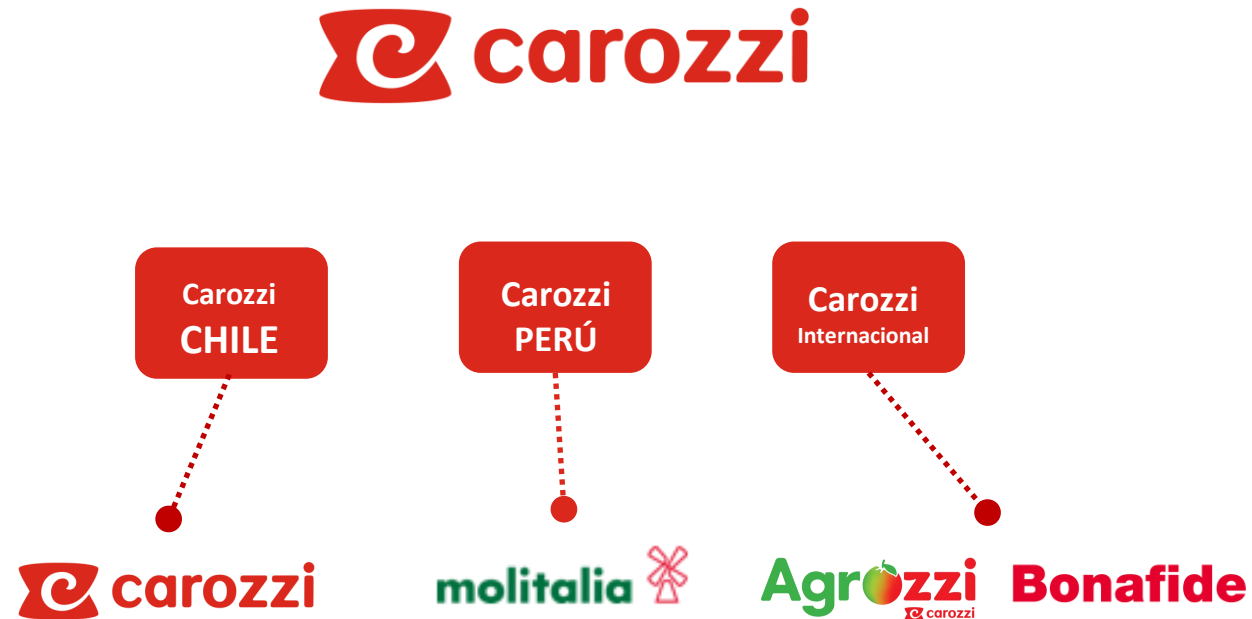 carozzi
Carozzi
CHILE
Carozzi
PERÚ
Carozzi
Internacional
carozzi
molitalia
Agrozzi
carozzi
Bonafide